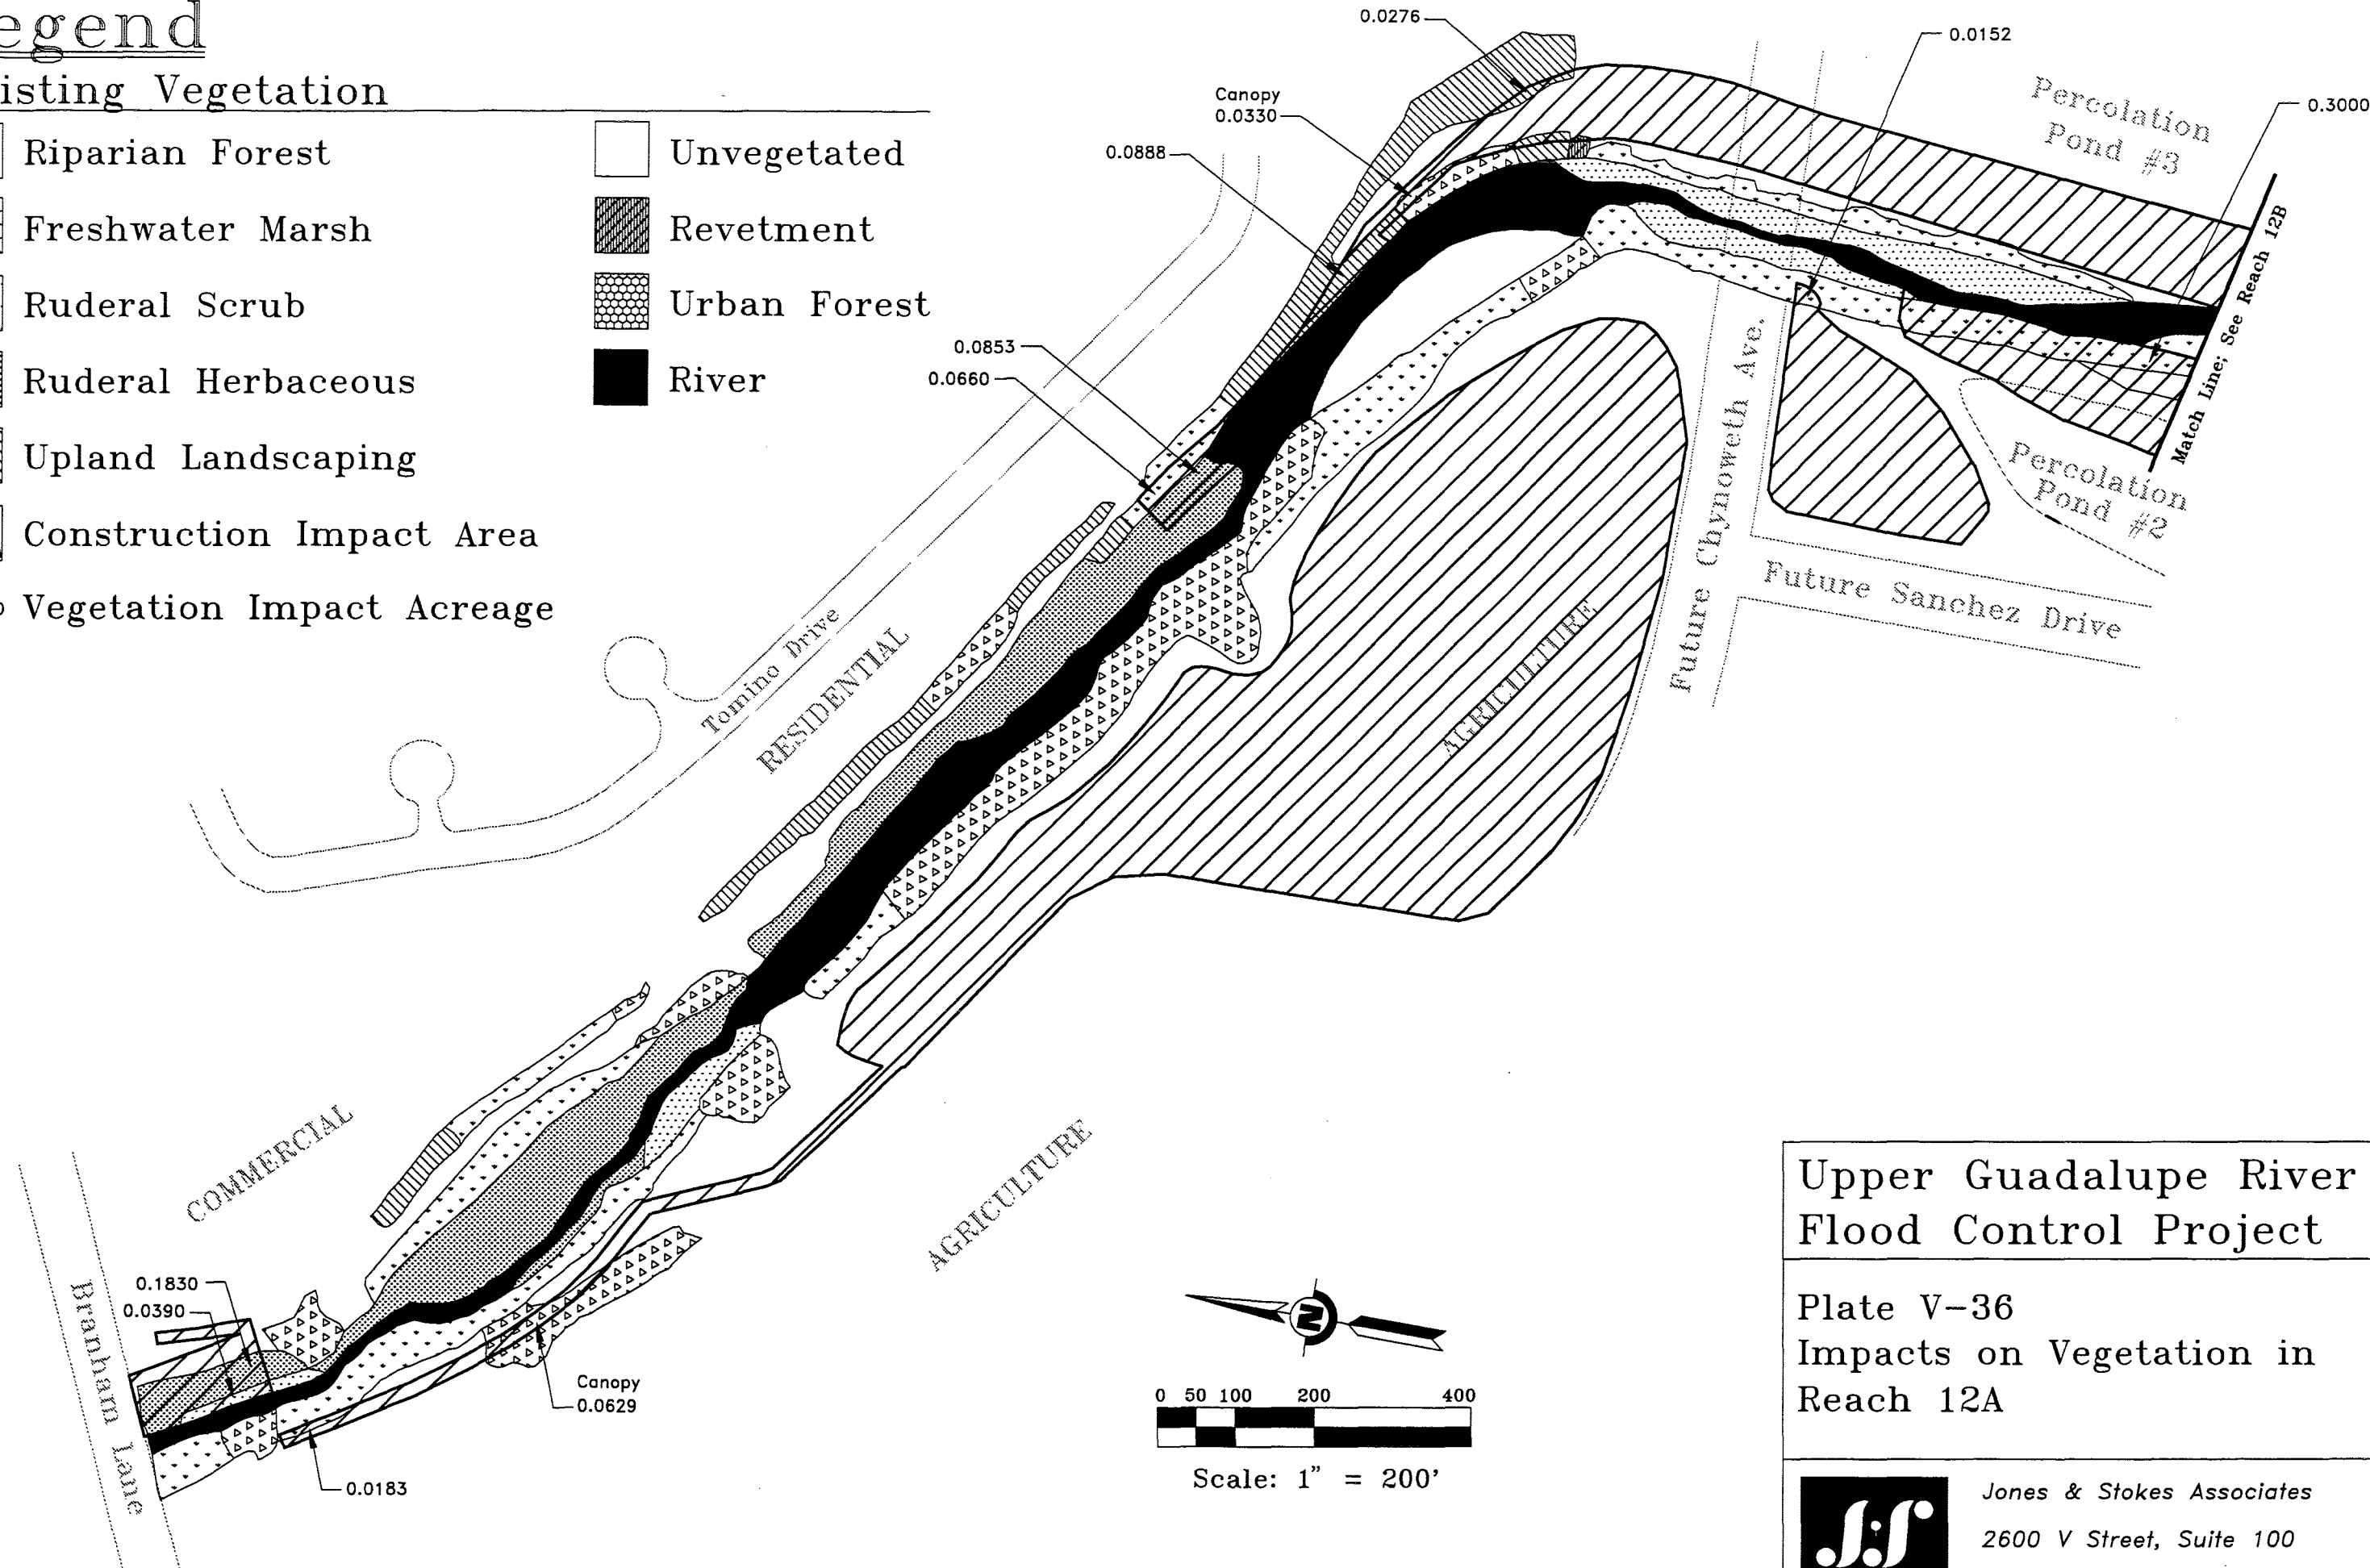 egend
isting Vegetation
Riparian Forest
Freshwater Marsh
Ruderal Scrub
Ruderal Herbaceous
Upland Landscaping
Construction Impact Area
Vegetation Impact Acreage
Unvegetated
Revetment
Urban Forest
River
0.0276
Canopy
0.0330
0.0888
0.0152
0.3000
Percolation
Pond #3
Match Line; See Reach 12B
Percolation
Pond #2
0.0853
0.0660
Future Chynoweth Ave.
Future Sanchez Drive
Tomino Drive
RESIDENTIAL
AGRICULTURE
COMMERCIAL
AGRICULTURE
Branham Lane
0.1830
0.0390
Canopy
0.0629
0.0183
N
0 50 100 200 400
Scale: 1" = 200'
Upper Guadalupe River
Flood Control Project
Plate V-36
Impacts on Vegetation in
Reach 12A
Jones & Stokes Associates
2600 V Street, Suite 100